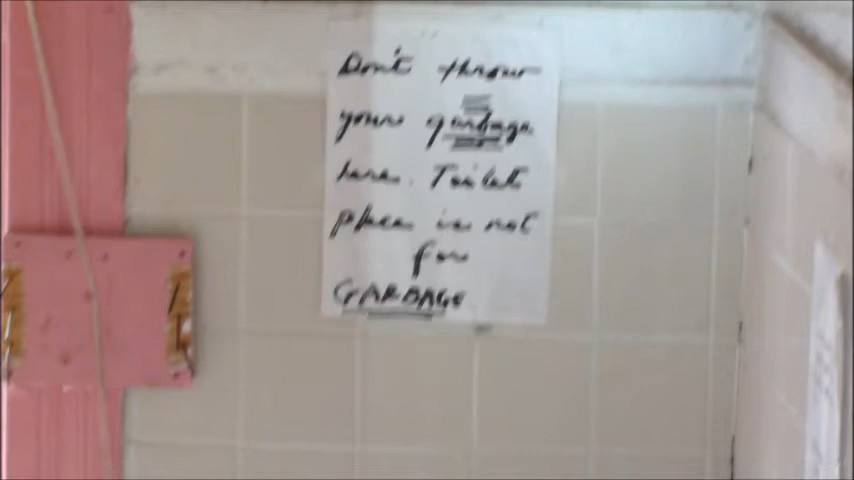 Don't throw
your garbage
here. Toilet
place is not
for
GARBAGE